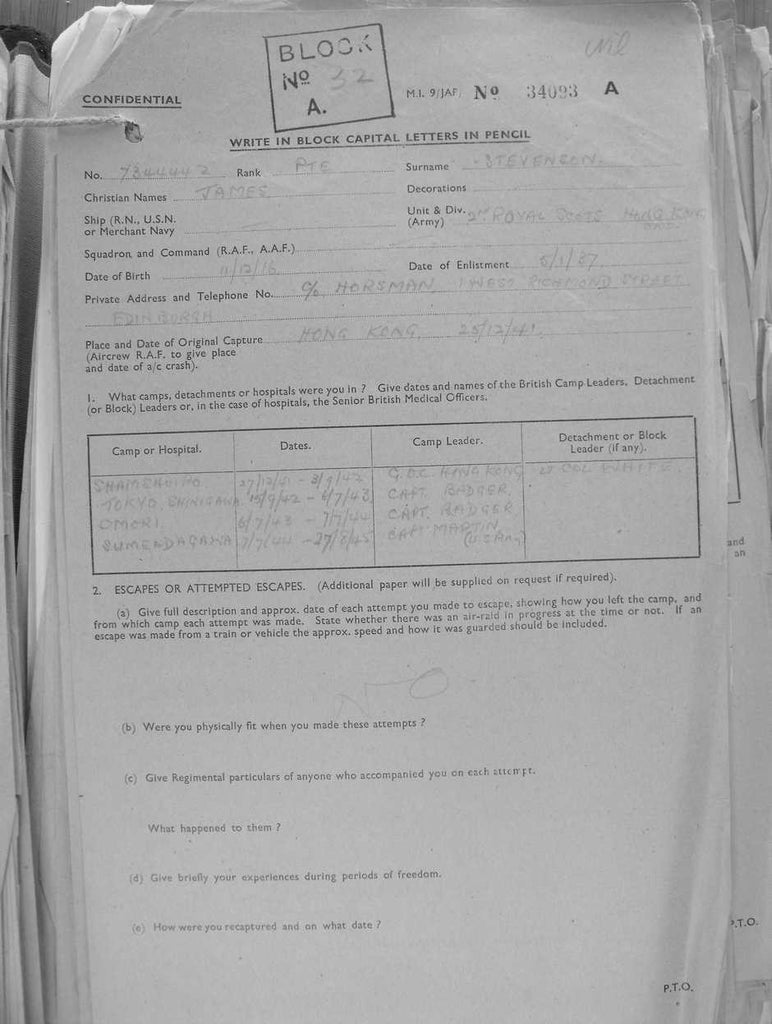 BLOCK
Nº 32
A.
Nil
CONFIDENTIAL
M.I. 9/JAP/ Nº 34093 A
WRITE IN BLOCK CAPITAL LETTERS IN PENCIL
No. Rank PTE Surname STEVENSON.
Christian Names JAMES Decorations
Ship (R.N., U.S.N. or Merchant Navy
Unit & Div. (Army) 2ND ROYAL SCOTS HONG KONG
Squadron and Command (R.A.F., A.A.F.)
Date of Birth 11/12/16 Date of Enlistment 5/1/37
Private Address and Telephone No. C/o HORSMAN, 1 WEST RICHMOND STREET
EDINBURGH
Place and Date of Original Capture HONG KONG, 25/12/41.
(Aircrew R.A.F. to give place
and date of a/c crash).
1. What camps, detachments or hospitals were you in ? Give dates and names of the British Camp Leaders, Detachment
(or Block) Leaders or, in the case of hospitals, the Senior British Medical Officers.
Camp or Hospital. Dates. Camp Leader. Detachment or Block Leader (if any).
SHAMSHUIPO. 27/12/41 - 3/9/42 G.O.C. HONG KONG LT COL WHITE.
TOKYO SHINIGAWA 15/9/42 - 6/7/43 CAPT. BADGER.
OMORI. 6/7/43 - 7/7/44 CAPT. BADGER
SUMEADAGAWA 7/7/44 - 27/8/45 CAPT MARTIN (U.S. Army)
2. ESCAPES OR ATTEMPTED ESCAPES. (Additional paper will be supplied on request if required).
(a) Give full description and approx. date of each attempt you made to escape, showing how you left the camp, and
from which camp each attempt was made. State whether there was an air-raid in progress at the time or not. If an
escape was made from a train or vehicle the approx. speed and how it was guarded should be included.
NO
(b) Were you physically fit when you made these attempts ?
(c) Give Regimental particulars of anyone who accompanied you on each attempt.
What happened to them ?
(d) Give briefly your experiences during periods of freedom.
(e) How were you recaptured and on what date ?
P.T.O.
and
an
P.T.O.